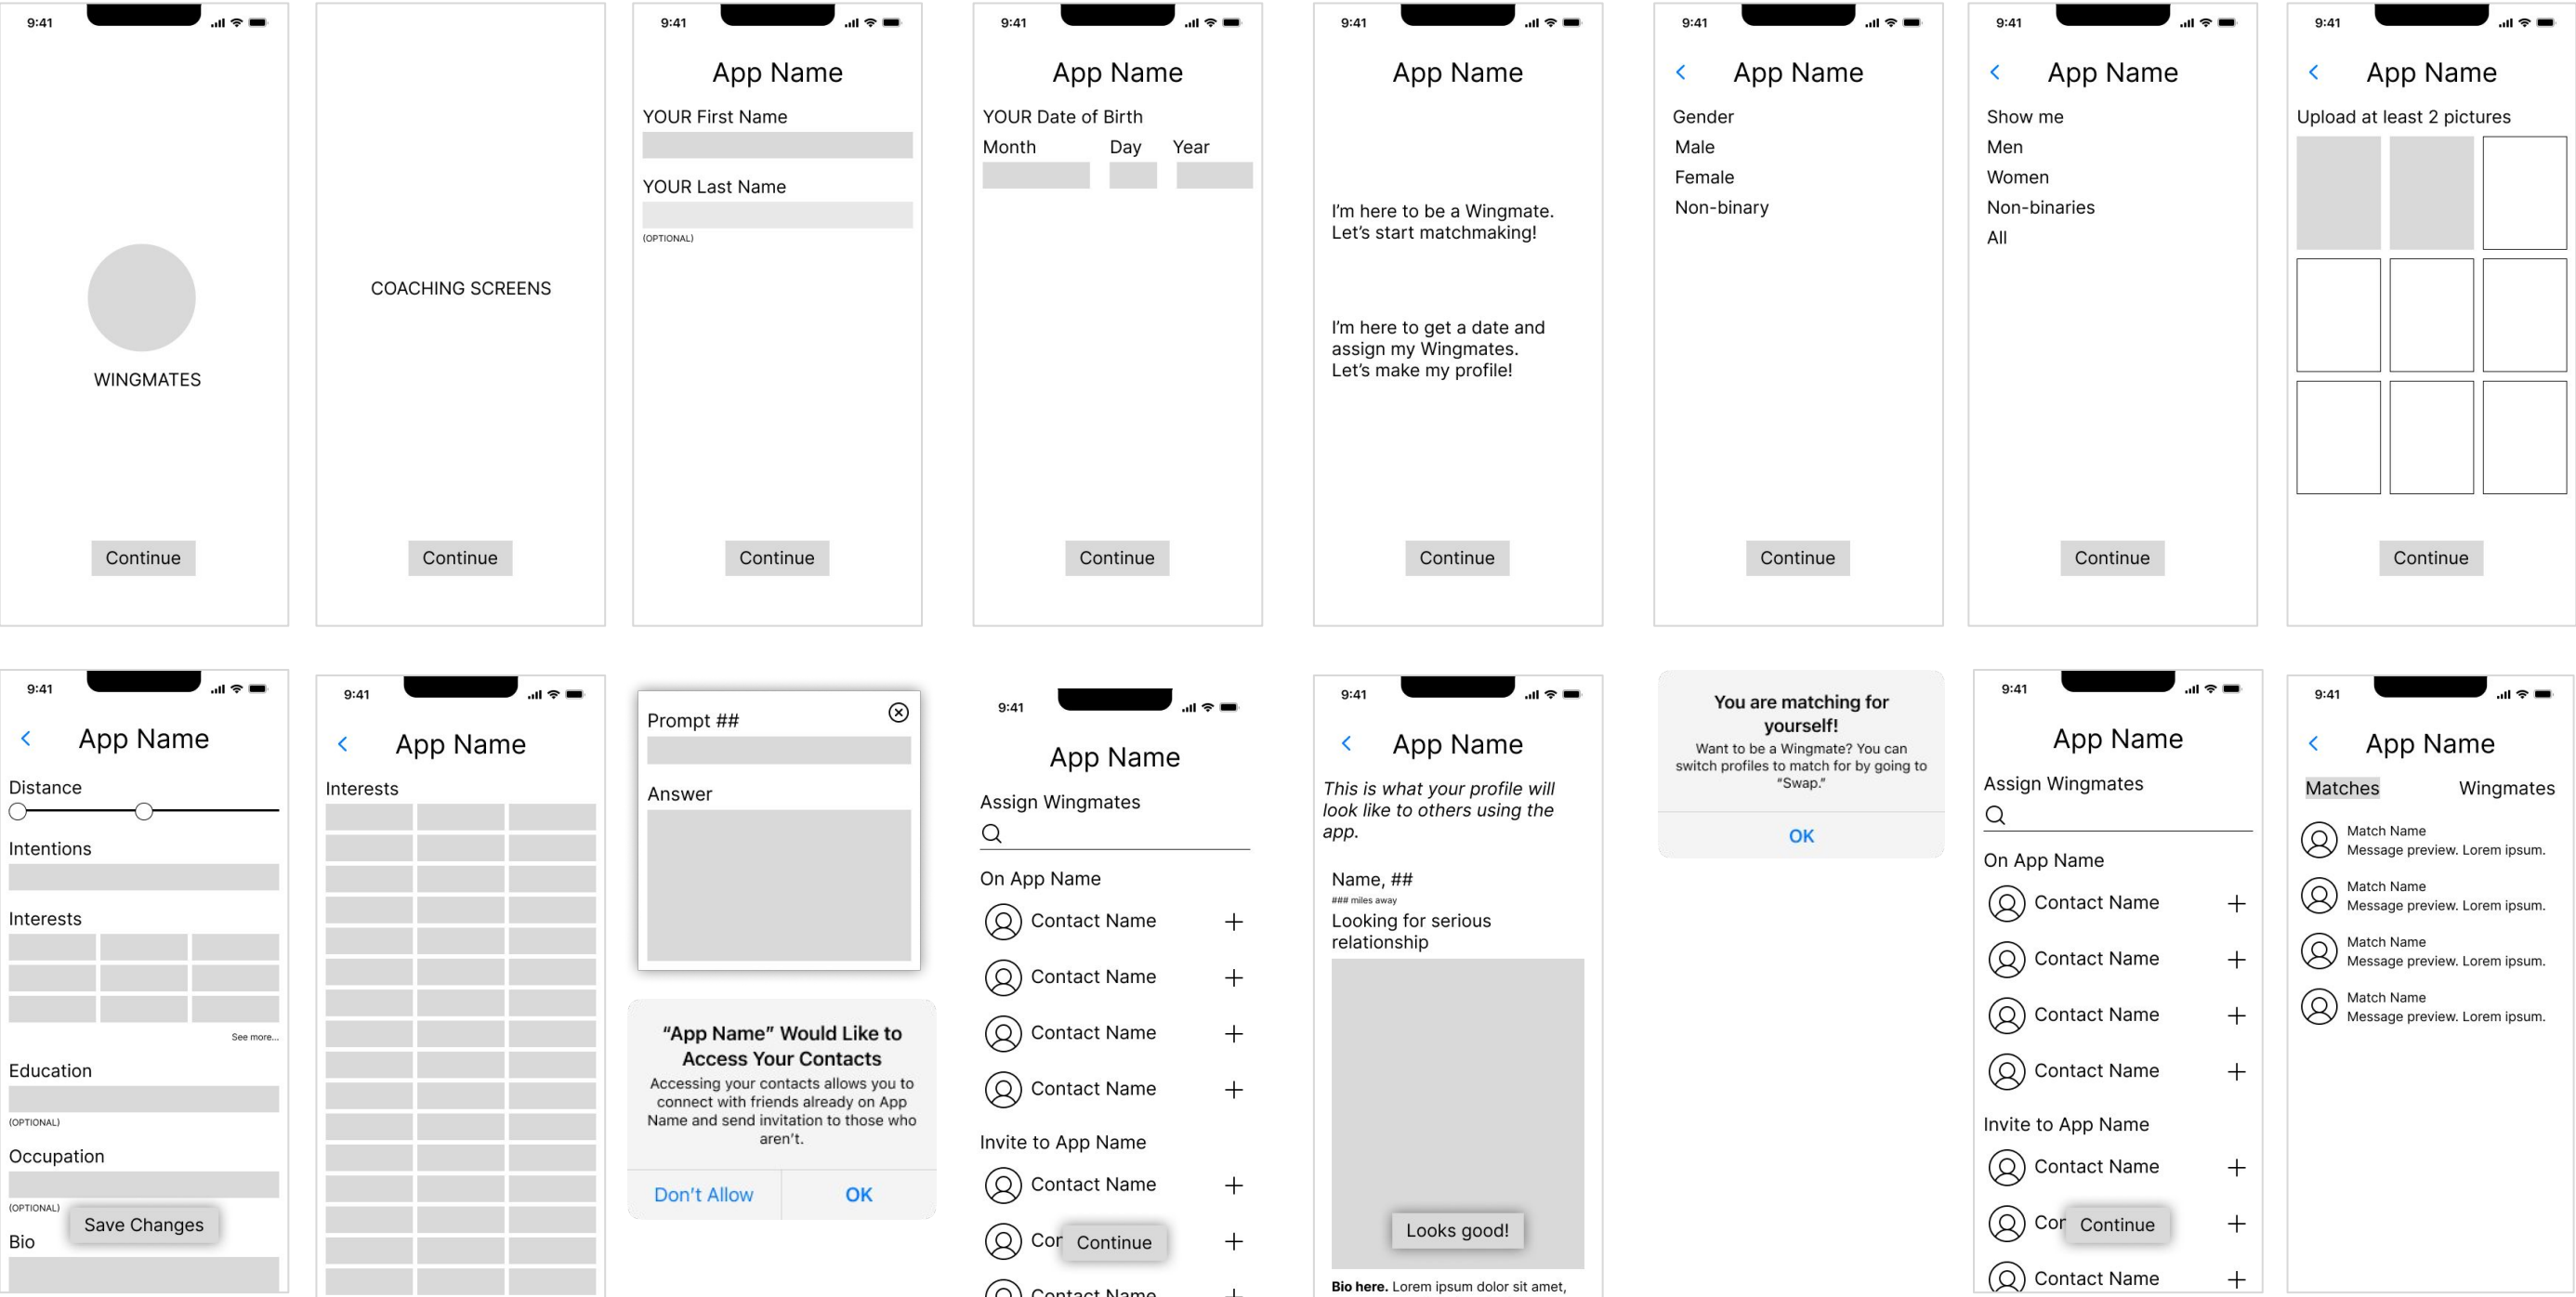 9:41
WINGMATES
Continue
COACHING SCREENS
Continue
9:41
App Name
YOUR First Name
YOUR Last Name
(OPTIONAL)
Continue
9:41
App Name
YOUR Date of Birth
Month Day Year
Continue
9:41
App Name
I'm here to be a Wingmate.
Let's start matchmaking!
I'm here to get a date and
assign my Wingmates.
Let's make my profile!
Continue
9:41
App Name
Gender
Male
Female
Non-binary
Continue
9:41
App Name
Show me
Men
Women
Non-binaries
All
Continue
9:41
App Name
Upload at least 2 pictures
Continue
9:41
App Name
Distance
Intentions
Interests
See more...
Education
(OPTIONAL)
Occupation
(OPTIONAL)
Save Changes
Bio
9:41
App Name
Interests
Prompt ##
Answer
“App Name” Would Like to
Access Your Contacts
Accessing your contacts allows you to
connect with friends already on App
Name and send invitation to those who
aren't.
Don't Allow OK
9:41
App Name
Assign Wingmates
On App Name
Contact Name
Contact Name
Contact Name
Contact Name
Invite to App Name
Contact Name
Con
Continue
Contact Name
9:41
App Name
This is what your profile will
look like to others using the
app.
Name, ##
### miles away
Looking for serious
relationship
Looks good!
Bio here. Lorem ipsum dolor sit amet,
You are matching for
yourself!
Want to be a Wingmate? You can
switch profiles to match for by going to
“Swap.”
OK
9:41
App Name
Assign Wingmates
On App Name
Contact Name
Contact Name
Contact Name
Contact Name
Invite to App Name
Contact Name
Con
Continue
Contact Name
9:41
App Name
Matches Wingmates
Match Name
Message preview. Lorem ipsum.
Match Name
Message preview. Lorem ipsum.
Match Name
Message preview. Lorem ipsum.
Match Name
Message preview. Lorem ipsum.